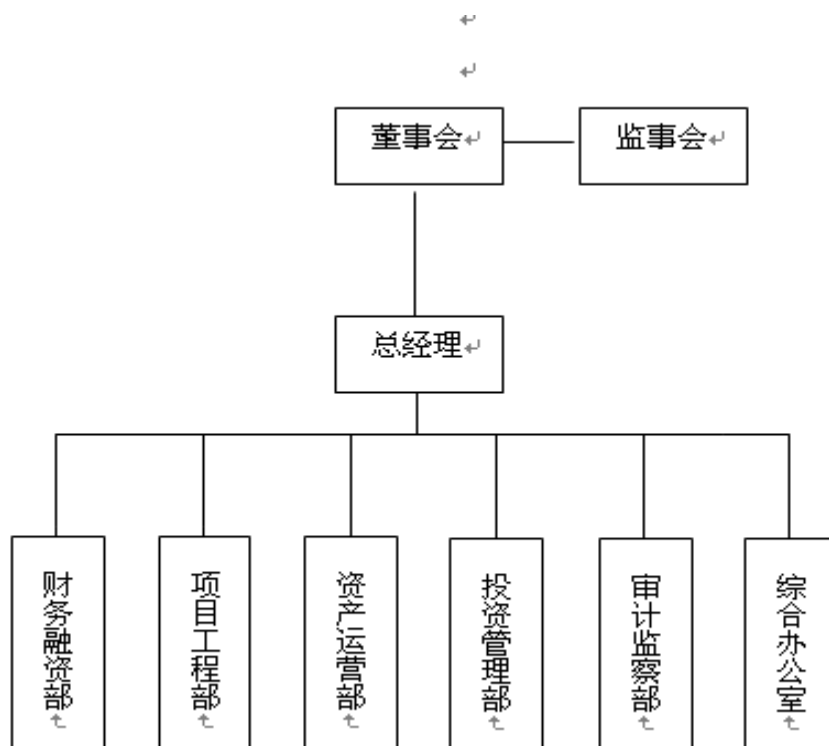 董事会
监事会
总经理
财务融资部
项目工程部
资产运营部
投资管理部
审计监察部
综合办公室